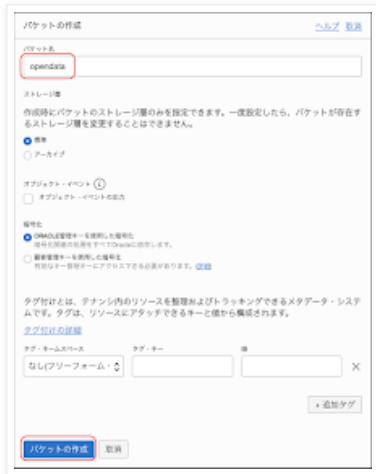 バケットの作成
ヘルプ 取消
バケット名
opendata
ストレージ層
作成時にバケットのストレージ層のみを指定できます。一度設定したら、バケットが存在す
るストレージ層を変更することはできません。
標準
アーカイブ
オブジェクト・イベント
オブジェクト・イベントの出力
暗号化
ORACLE管理キーを使用した暗号化
暗号化関連の処理をすべてOracleに依存します。
顧客管理キーを使用した暗号化
有効なキー管理キーにアクセスできる必要があります。 (詳細)
タグ付けとは、テナンシ内のリソースを整理およびトラッキングできるメタデータ・システ
ムです。タグは、リソースにアタッチできるキーと値から構成されます。
タグ付けの詳細
タグ・ネームスペース タグ・キー 値
なし(フリーフォーム・
+ 追加タグ
バケットの作成 取消